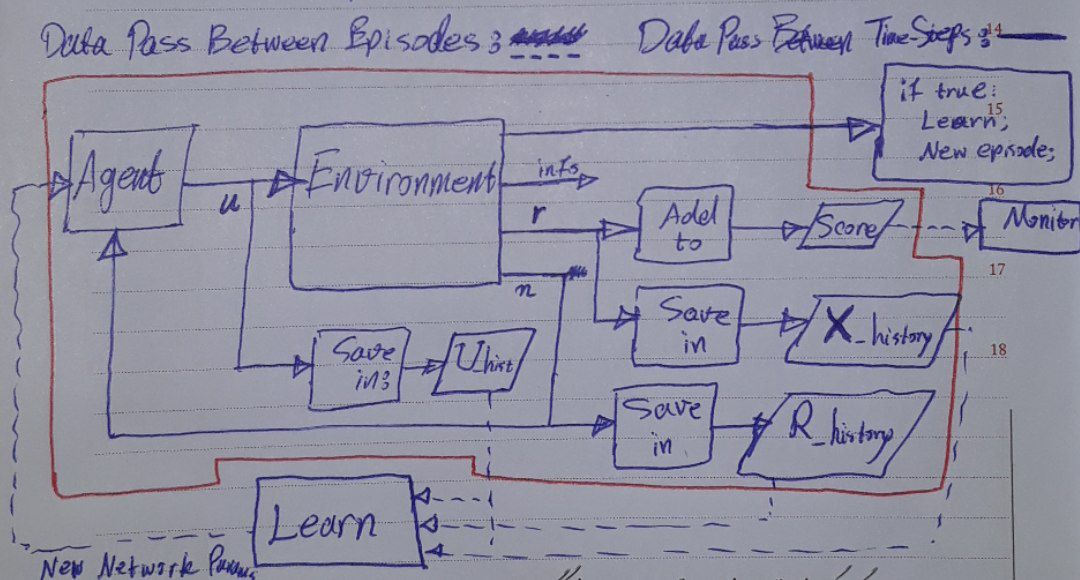 Data Pass Between Episodes :
Data Pass Between Time Steps :
14
if true:
15
Learn;
New episode;
Agent
u
Environment
info
r
n
Add
to
Score
16
Monitor
17
Save
in
X_history
18
Save
in:
U_hist
Save
in
R_history
Learn
New Network Params